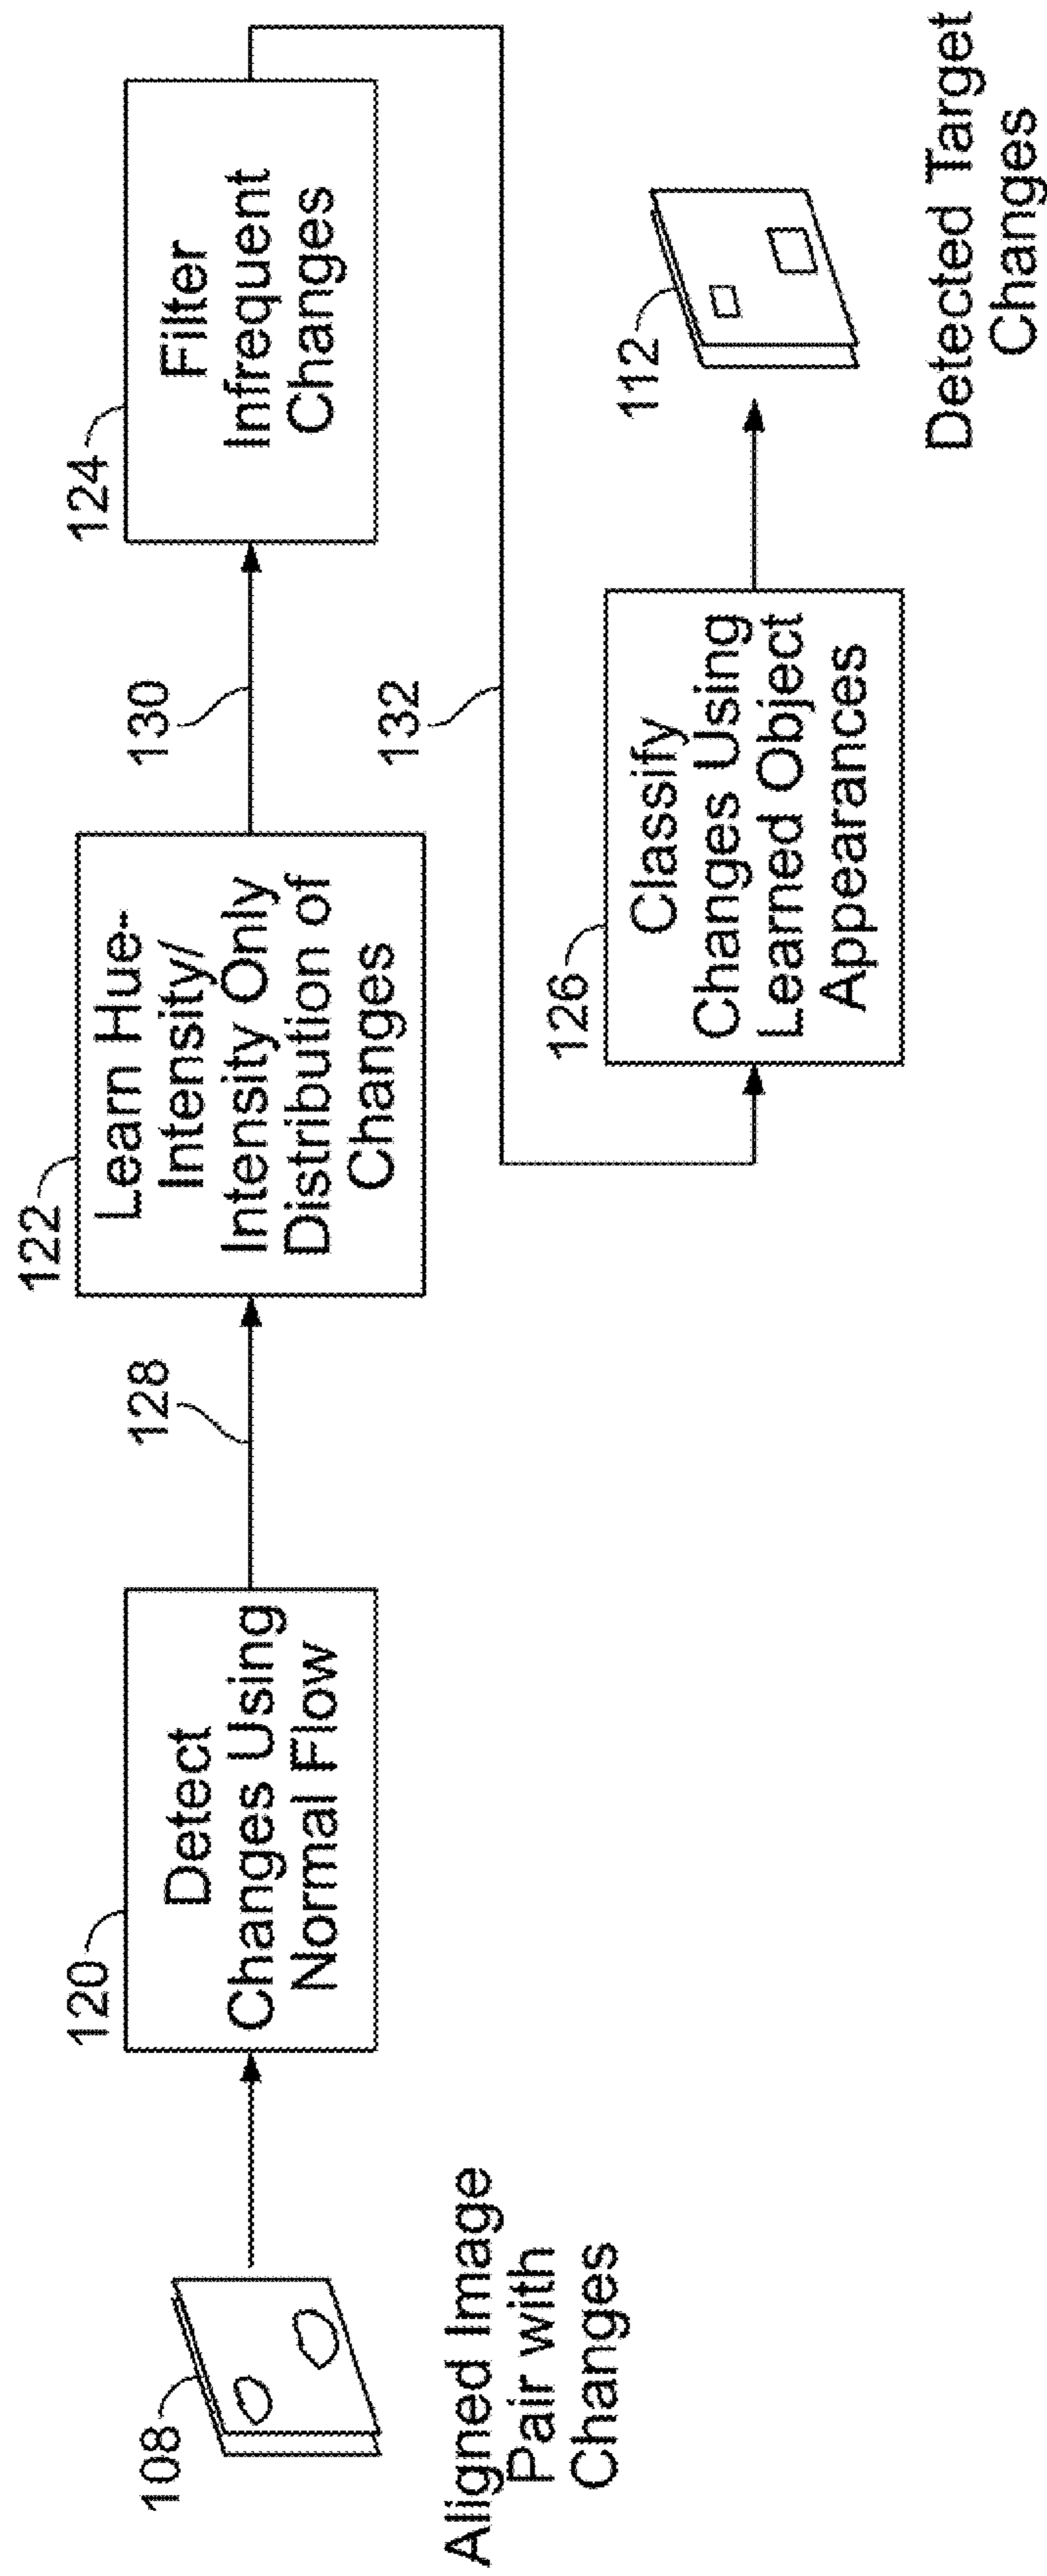 108
Aligned Image
Pair with
Changes
120
Detect
Changes Using
Normal Flow
128
122
Learn Hue-
Intensity/
Intensity Only
Distribution of
Changes
130
124
Filter
Infrequent
Changes
132
126
Classify
Changes Using
Learned Object
Appearances
112
Detected Target
Changes